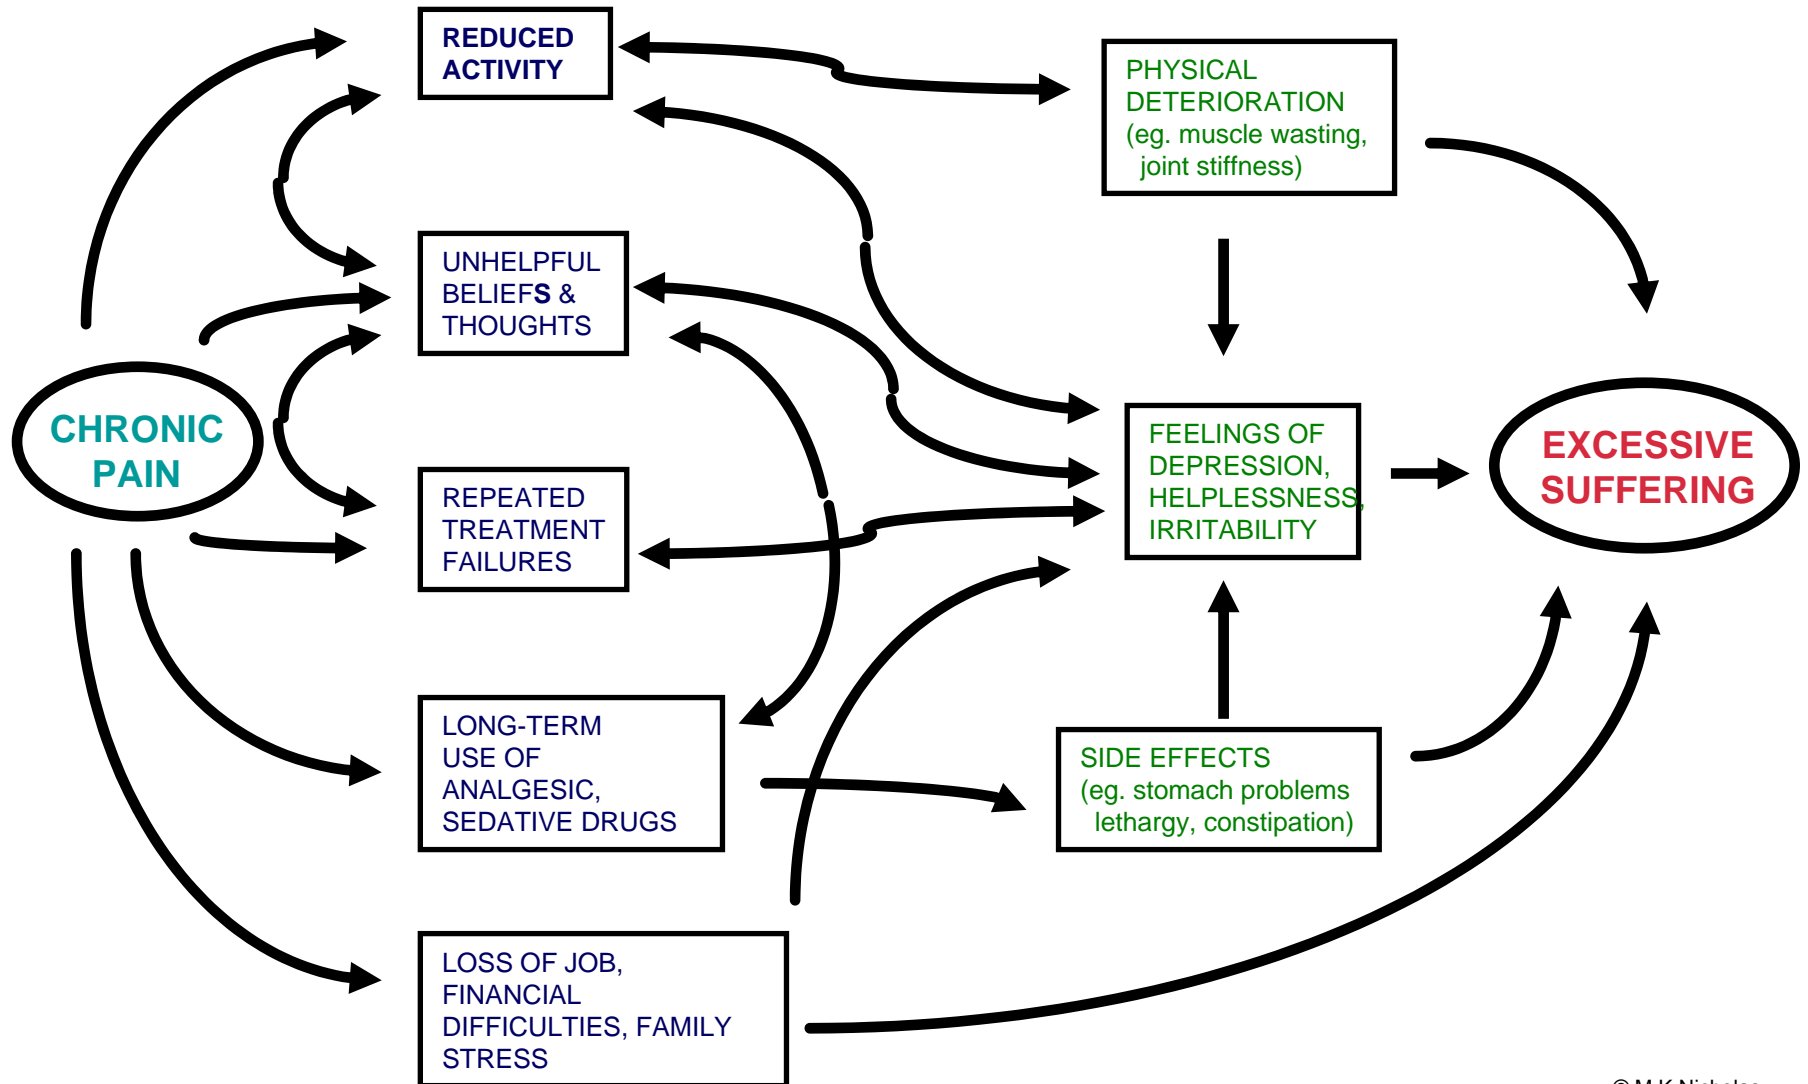 REDUCED
ACTIVITY
PHYSICAL
DETERIORATION
(eg. muscle wasting,
joint stiffness)
UNHELPFUL
BELIEFS &
THOUGHTS
CHRONIC
PAIN
FEELINGS OF
DEPRESSION,
HELPLESSNESS,
IRRITABILITY
EXCESSIVE
SUFFERING
REPEATED
TREATMENT
FAILURES
LONG-TERM
USE OF
ANALGESIC,
SEDATIVE DRUGS
SIDE EFFECTS
(eg. stomach problems
lethargy, constipation)
LOSS OF JOB,
FINANCIAL
DIFFICULTIES, FAMILY
STRESS
© M K Nicholas